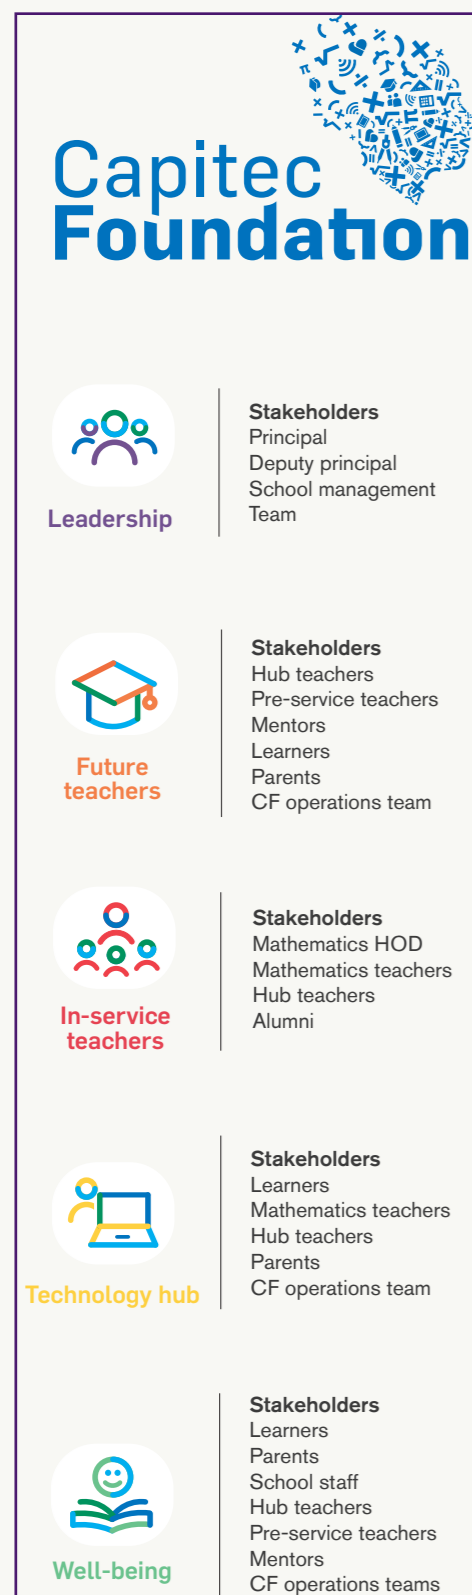 Capitec
Foundation
Leadership
Stakeholders
Principal
Deputy principal
School management
Team
Future
teachers
Stakeholders
Hub teachers
Pre-service teachers
Mentors
Learners
Parents
CF operations team
In-service
teachers
Stakeholders
Mathematics HOD
Mathematics teachers
Hub teachers
Alumni
Technology hub
Stakeholders
Learners
Mathematics teachers
Hub teachers
Parents
CF operations team
Well-being
Stakeholders
Learners
Parents
School staff
Hub teachers
Pre-service teachers
Mentors
CF operations teams